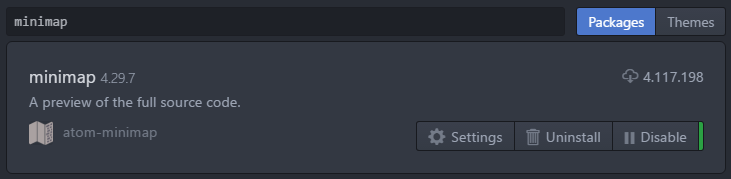 minimap
Packages Themes
minimap 4.29.7
4.117.198
A preview of the full source code.
atom-minimap
Settings Uninstall Disable